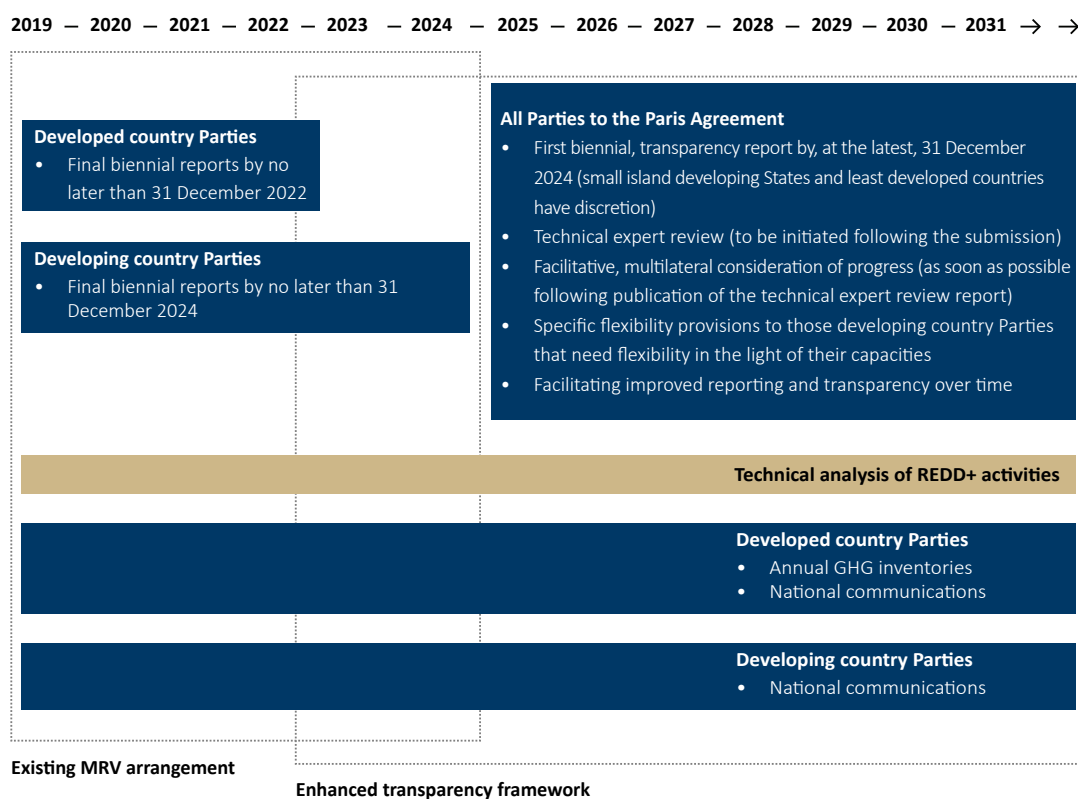 2019 — 2020 — 2021 — 2022 — 2023 — 2024 — 2025 — 2026 — 2027 — 2028 — 2029 — 2030 — 2031 → →
Developed country Parties
• Final biennial reports by no
later than 31 December 2022
Developing country Parties
• Final biennial reports by no later than 31
December 2024
All Parties to the Paris Agreement
• First biennial, transparency report by, at the latest, 31 December
2024 (small island developing States and least developed countries
have discretion)
• Technical expert review (to be initiated following the submission)
• Facilitative, multilateral consideration of progress (as soon as possible
following publication of the technical expert review report)
• Specific flexibility provisions to those developing country Parties
that need flexibility in the light of their capacities
• Facilitating improved reporting and transparency over time
Technical analysis of REDD+ activities
Developed country Parties
• Annual GHG inventories
• National communications
Developing country Parties
• National communications
Existing MRV arrangement
Enhanced transparency framework